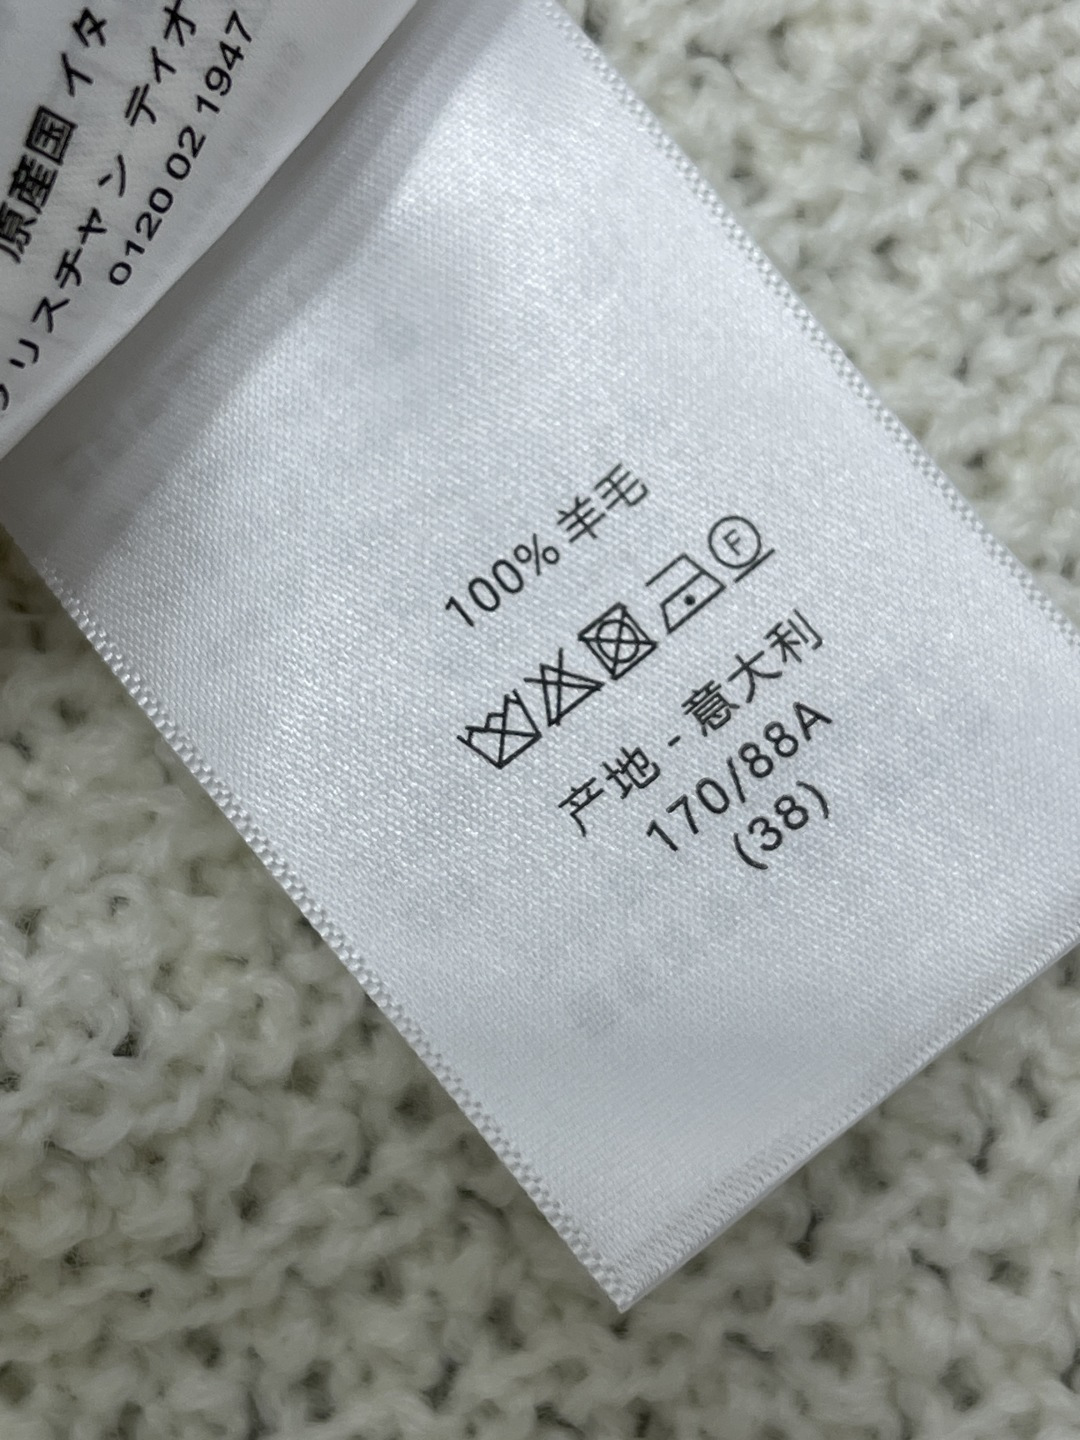 原産国 イタ
リスチャン ディオ
0120 02 1947
100% 羊毛
F
产地 - 意大利
170/88A
(38)